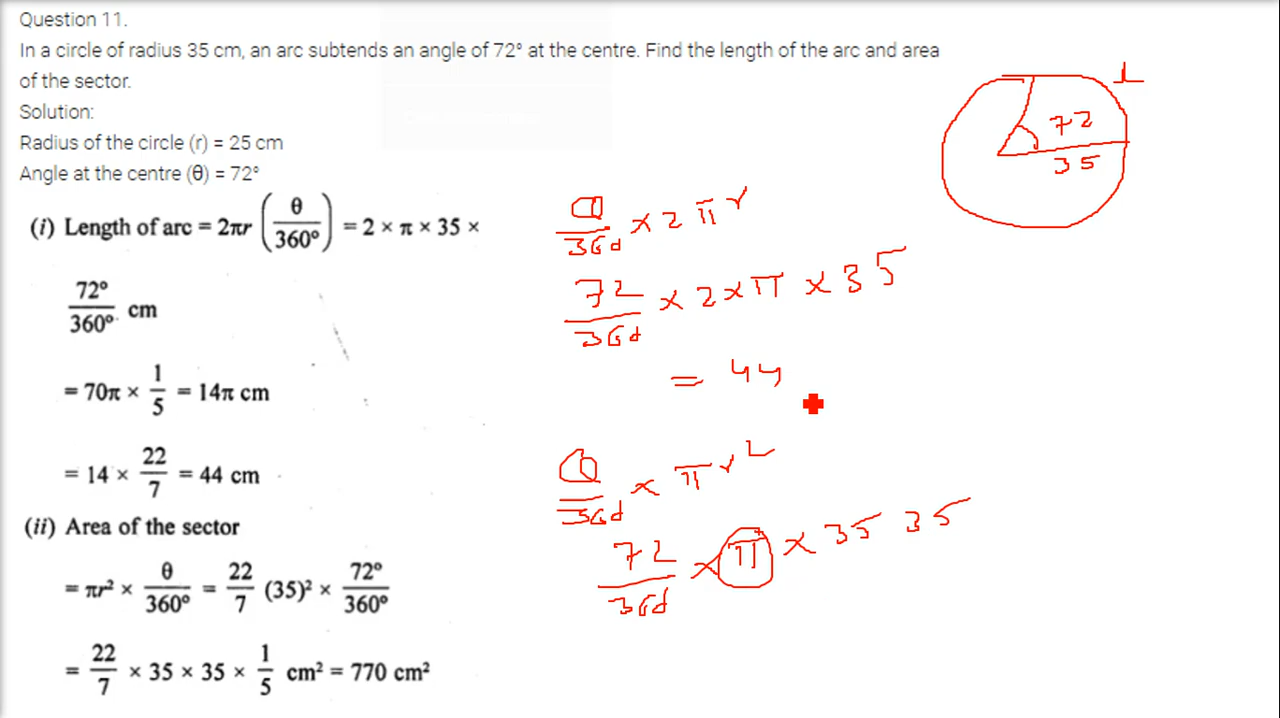 Question 11.
In a circle of radius 35 cm, an arc subtends an angle of 72° at the centre. Find the length of the arc and area
of the sector.
Solution:
Radius of the circle (r) = 25 cm
Angle at the centre (θ) = 72°
(i) Length of arc = 2πr (θ/360°) = 2 × π × 35 ×
72°/360° cm
= 70π × 1/5 = 14π cm
= 14 × 22/7 = 44 cm
(ii) Area of the sector
= πr² × θ/360° = 22/7 (35)² × 72°/360°
= 22/7 × 35 × 35 × 1/5 cm² = 770 cm²
L
72
35
θ/360 × 2πr
72/360 × 2 × π × 35
= 44
θ/360 × πr²
72/360 × π × 35 35